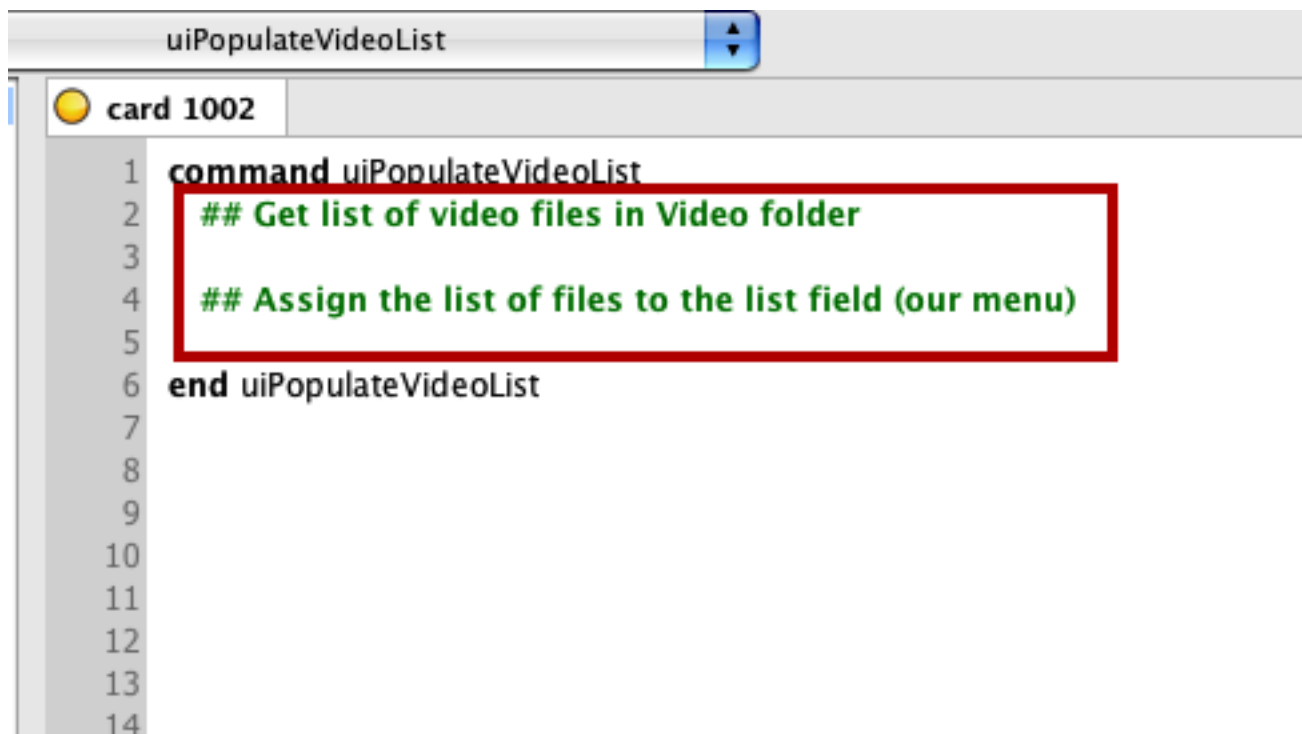 uiPopulateVideoList
card 1002
1 command uiPopulateVideoList
2 ## Get list of video files in Video folder
3
4 ## Assign the list of files to the list field (our menu)
5
6 end uiPopulateVideoList
7
8
9
10
11
12
13
14